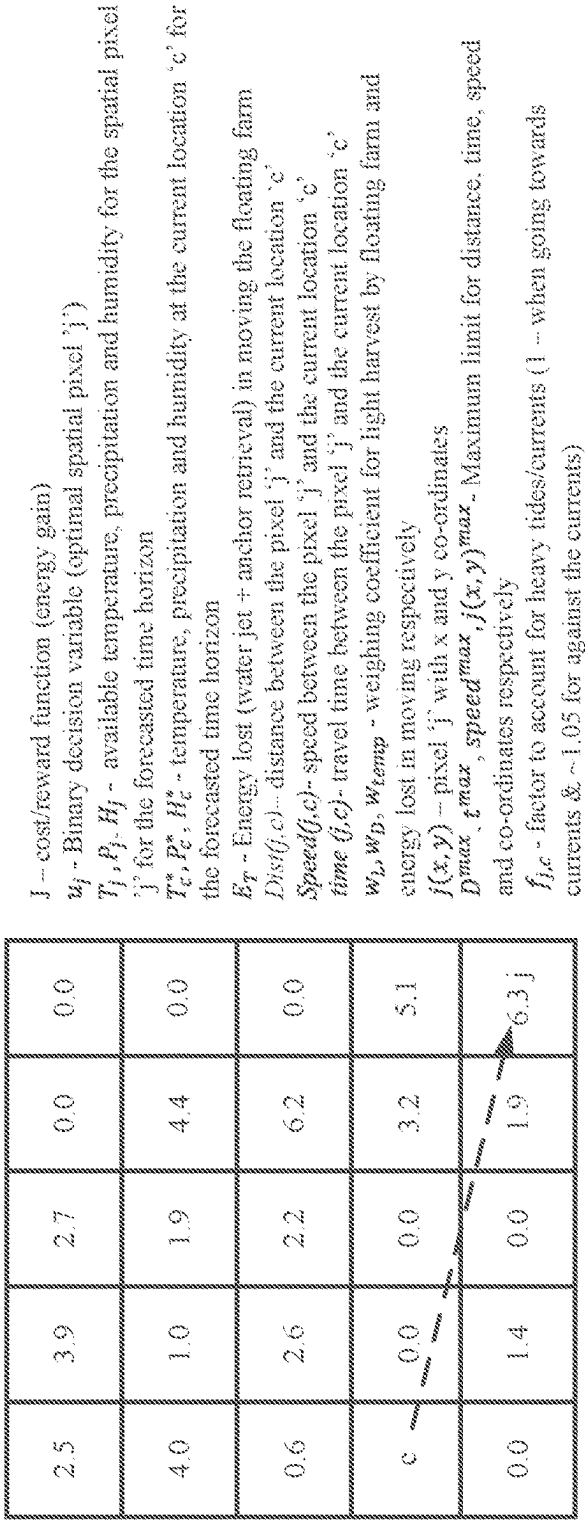 2.5 3.9 2.7 0.0 0.0
4.0 1.0 1.9 4.4 0.0
0.6 2.6 2.2 6.2 0.0
c 0.0 0.0 3.2 5.1
0.0 1.4 0.0 1.9 6.3 j
J – cost/reward function (energy gain)
u_j - Binary decision variable (optimal spatial pixel 'j')
T_j, P_j, H_j - available temperature, precipitation and humidity for the spatial pixel
'j' for the forecasted time horizon
T_c^*, P_c^*, H_c^* - temperature, precipitation and humidity at the current location 'c' for
the forecasted time horizon
E_T - Energy lost (water jet + anchor retrieval) in moving the floating farm
Dist(j,c) – distance between the pixel 'j' and the current location 'c'
Speed(j,c)- speed between the pixel 'j' and the current location 'c'
time (j,c)- travel time between the pixel 'j' and the current location 'c'
w_L, w_D, w_temp - weighing coefficient for light harvest by floating farm and
energy lost in moving respectively
j(x, y) – pixel 'j' with x and y co-ordinates
D^max, t^max, speed^max, j(x, y)^max - Maximum limit for distance, time, speed
and co-ordinates respectively
f_j,c - factor to account for heavy tides/currents (1 – when going towards
currents & ~1.05 for against the currents)